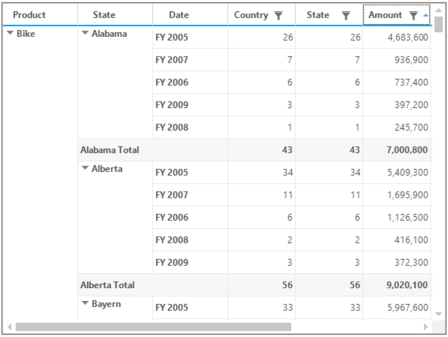 Product State Date Country State Amount
Bike Alabama FY 2005 26 26 4,683,600
FY 2007 7 7 936,900
FY 2006 6 6 737,400
FY 2009 3 3 397,200
FY 2008 1 1 245,700
Alabama Total 43 43 7,000,800
Alberta FY 2005 34 34 5,409,300
FY 2007 11 11 1,695,900
FY 2006 6 6 1,126,500
FY 2008 2 2 416,100
FY 2009 3 3 372,300
Alberta Total 56 56 9,020,100
Bayern FY 2005 33 33 5,967,600